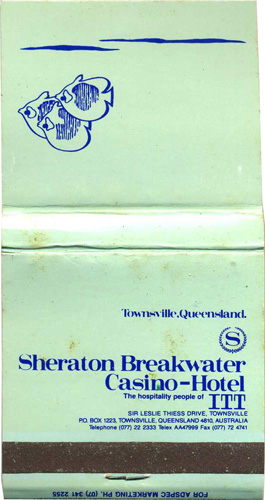 Townsville, Queensland.
S
Sheraton Breakwater
Casino-Hotel
The hospitality people of ITT
SIR LESLIE THIESS DRIVE, TOWNSVILLE
P.O. BOX 1223, TOWNSVILLE, QUEENSLAND 4810, AUSTRALIA
Telephone (077) 22 2333 Telex AA47999 Fax (077) 72 4741
FOR ADSPEC MARKETING PH: (07) 341 2255